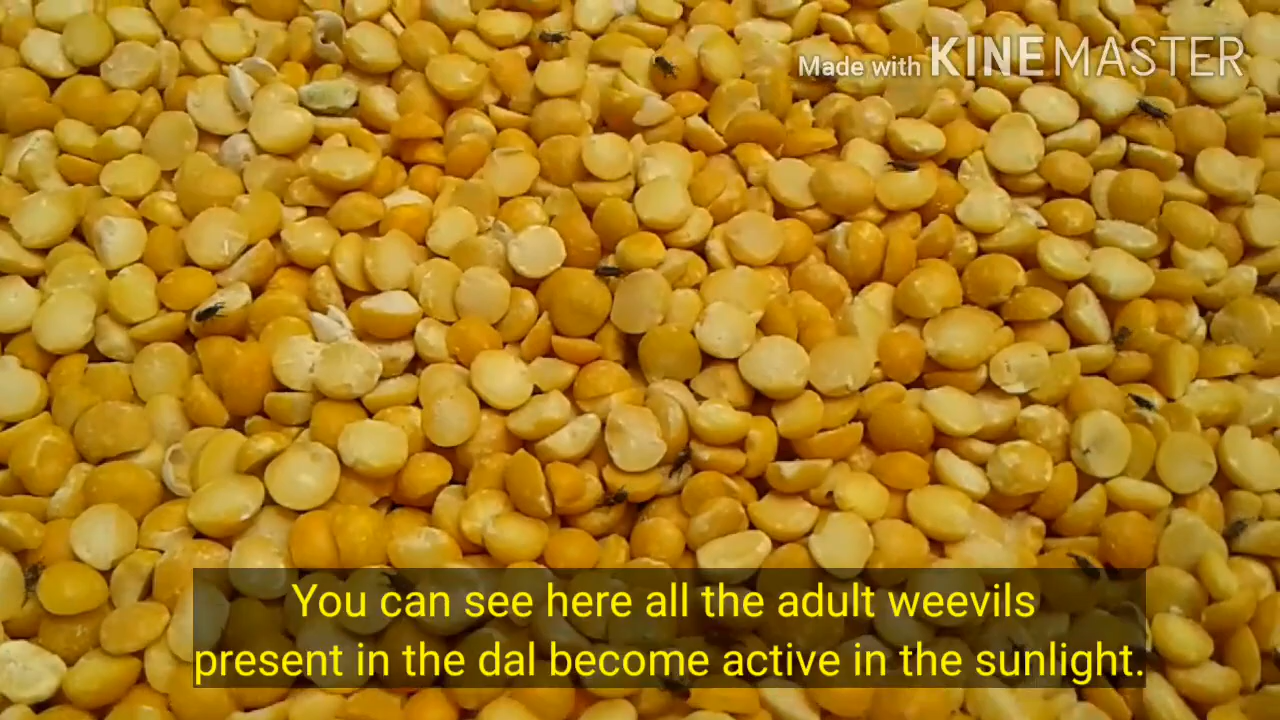 Made with KINEMASTER
You can see here all the adult weevils
present in the dal become active in the sunlight.